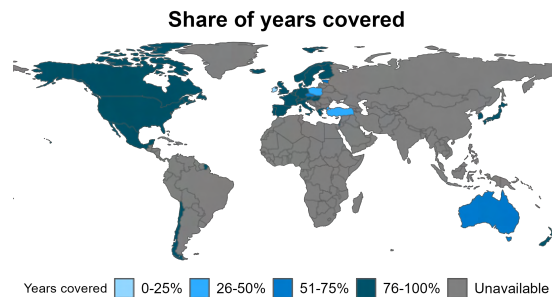 Share of years covered
Years covered 0-25% 26-50% 51-75% 76-100% Unavailable